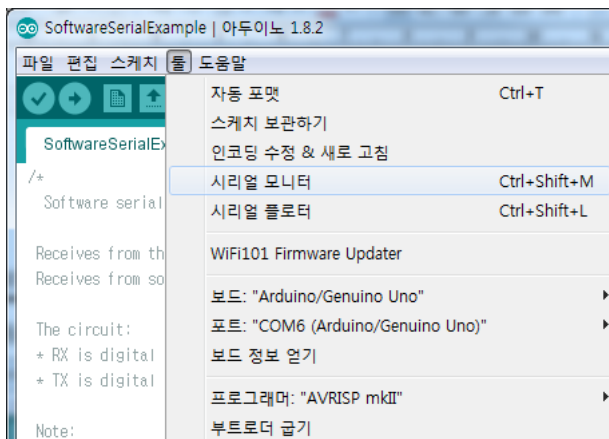 SoftwareSerialExample | 아두이노 1.8.2
파일 편집 스케치 툴 도움말
자동 포맷 Ctrl+T
스케치 보관하기
인코딩 수정 & 새로 고침
시리얼 모니터 Ctrl+Shift+M
시리얼 플로터 Ctrl+Shift+L
WiFi101 Firmware Updater
보드: "Arduino/Genuino Uno"
포트: "COM6 (Arduino/Genuino Uno)"
보드 정보 얻기
프로그래머: "AVRISP mkII"
부트로더 굽기
SoftwareSerialEx
/*
Software serial
Receives from th
Receives from so
The circuit:
* RX is digital
* TX is digital
Note: